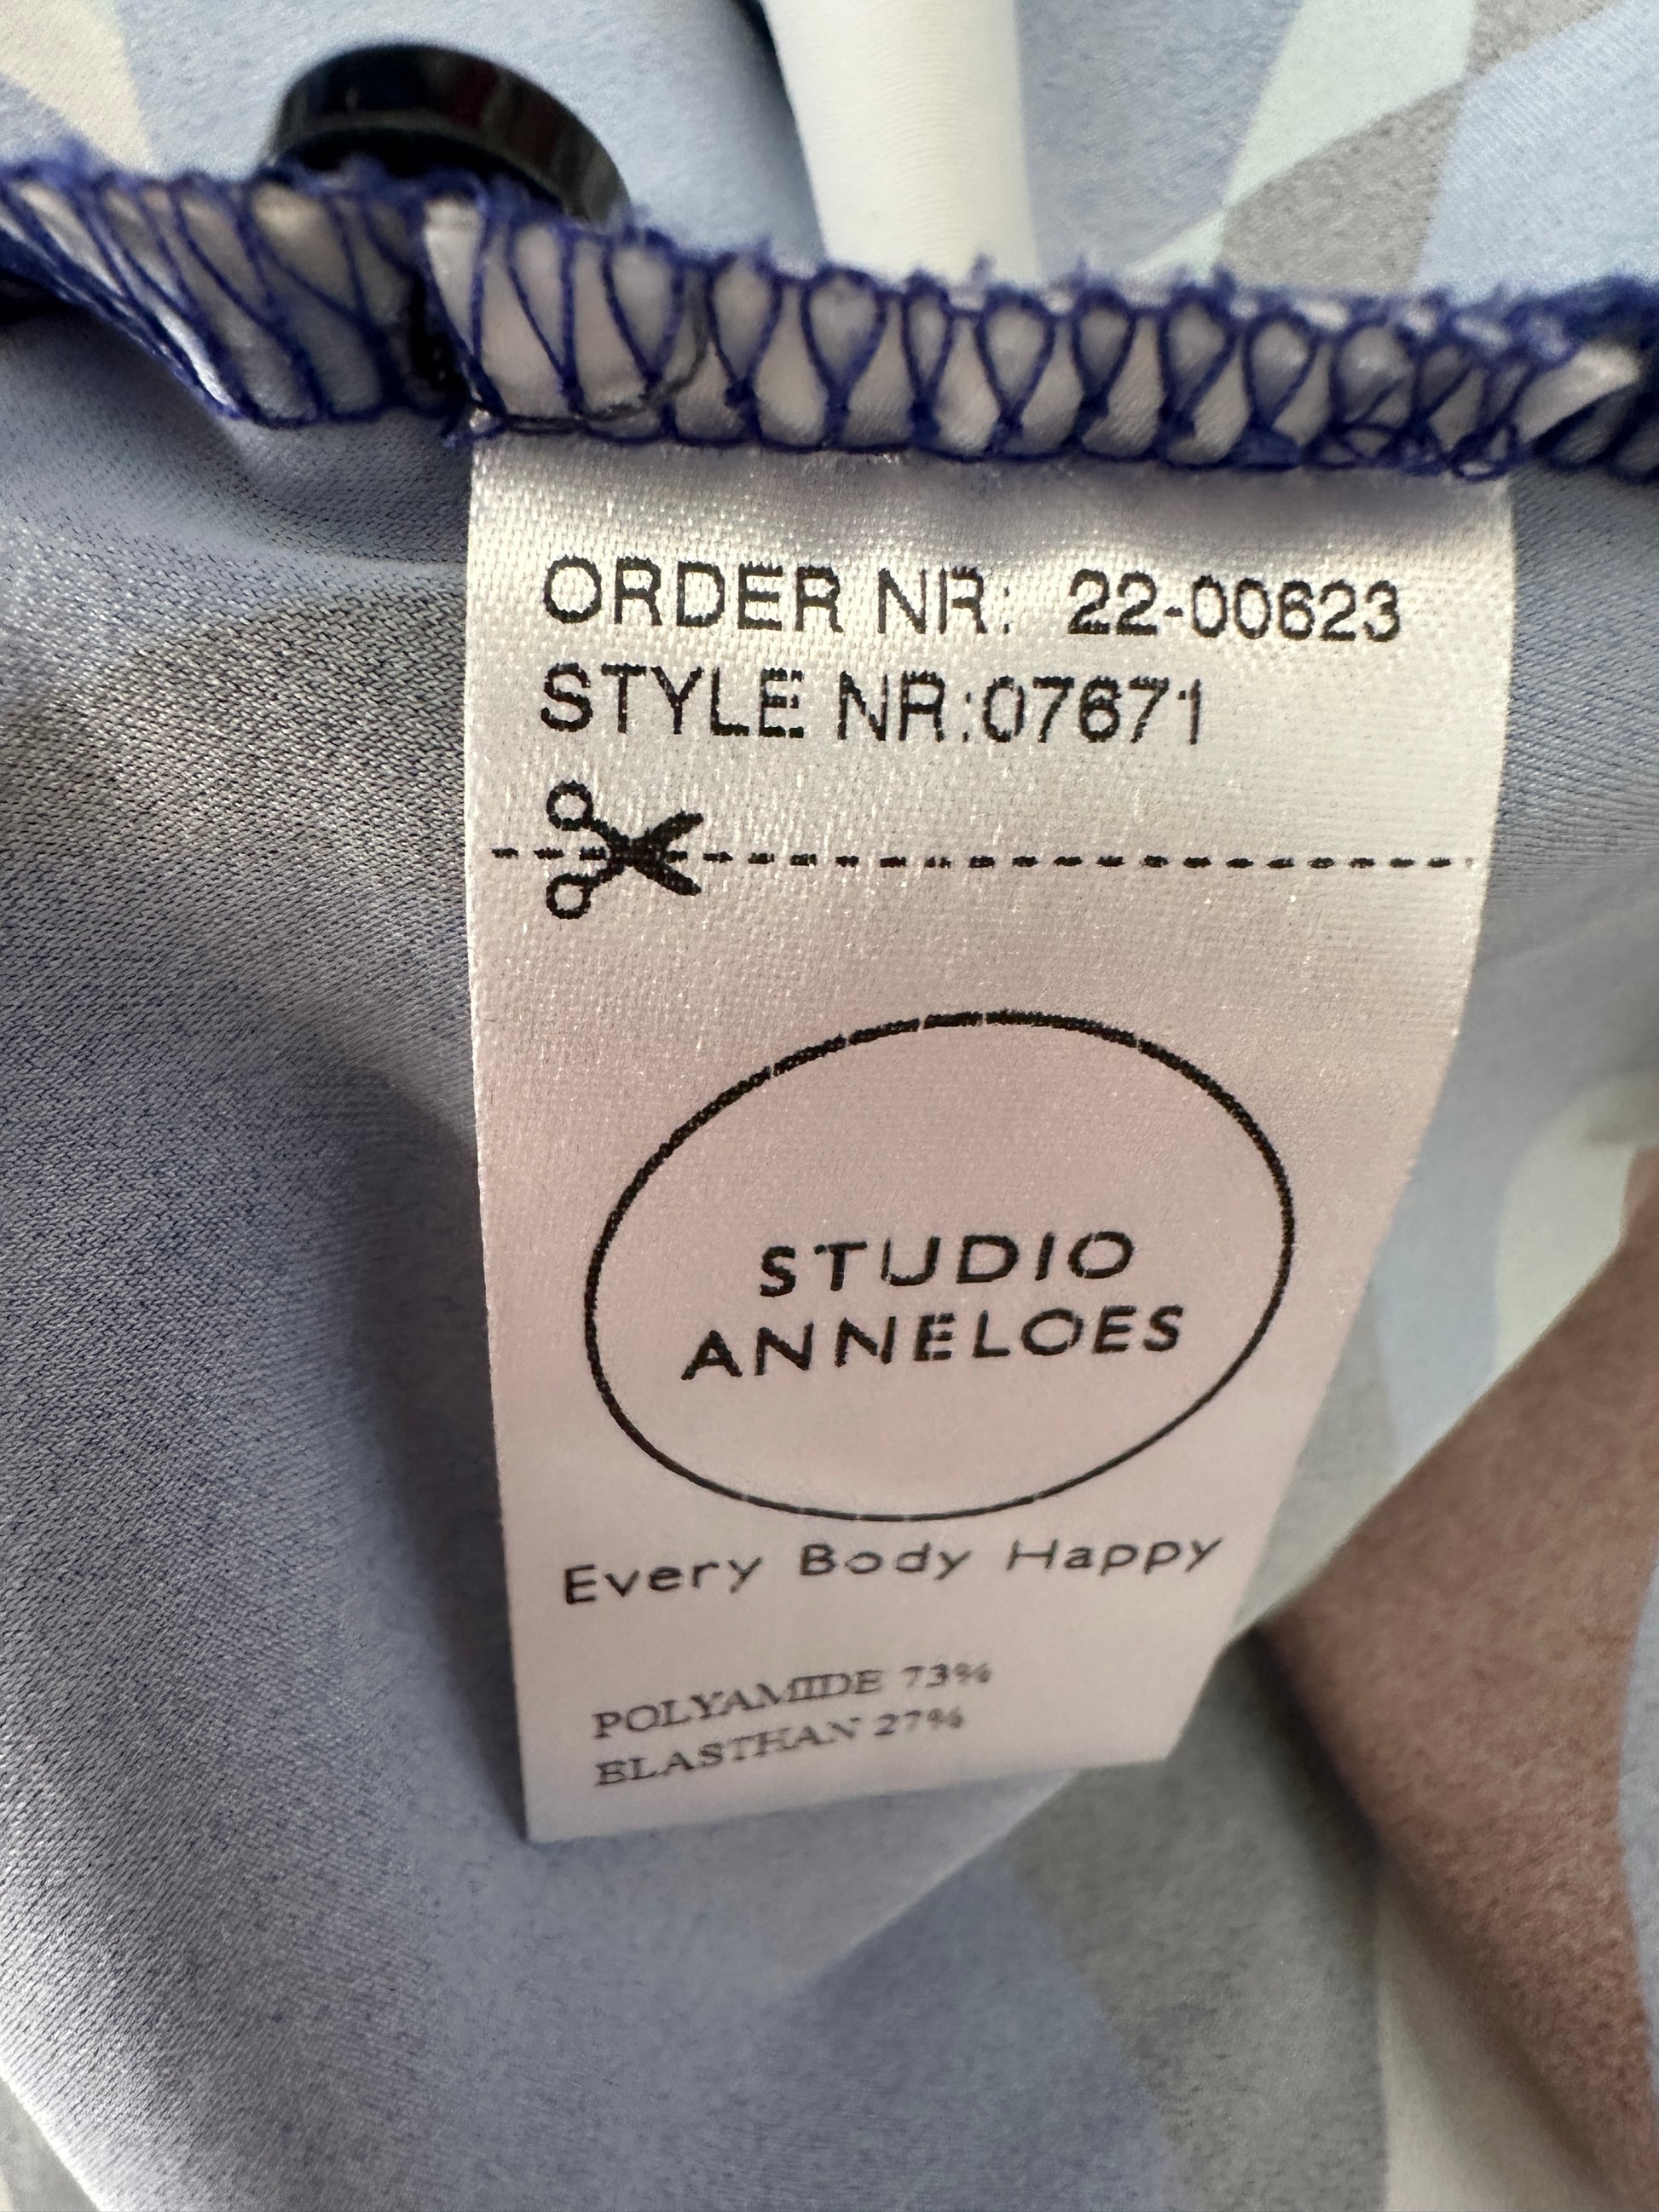 ORDER NR: 22-00623
STYLE NR:07671
STUDIO
ANNELOES
Every Body Happy
POLYAMIDE 73%
ELASTHAN 27%